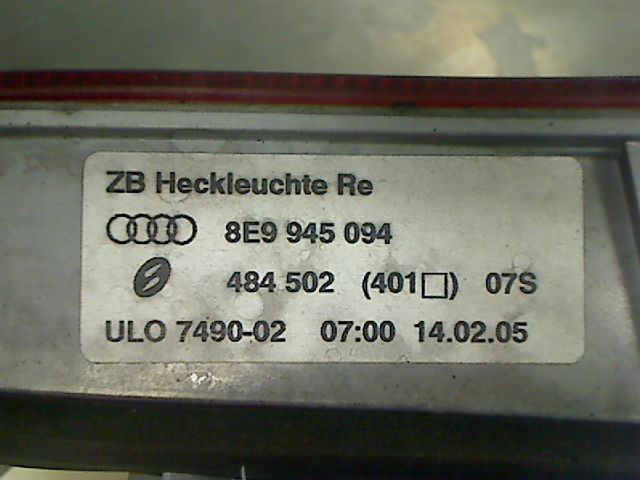 ZB Heckleuchte Re
8E9 945 094
484 502 (401□) 07S
ULO 7490-02 07:00 14.02.05